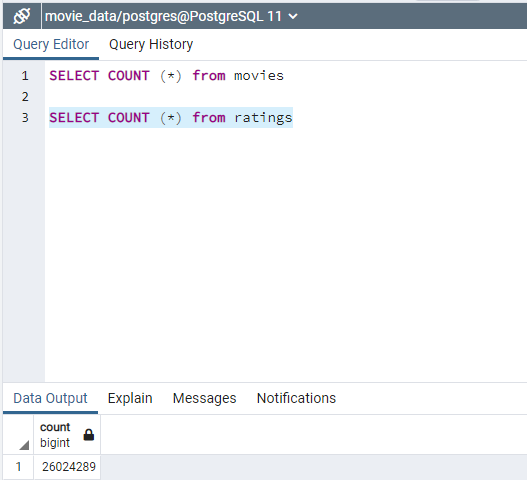 movie_data/postgres@PostgreSQL 11
Query Editor Query History
1 SELECT COUNT (*) from movies
2
3 SELECT COUNT (*) from ratings
Data Output Explain Messages Notifications
count
bigint
1 26024289